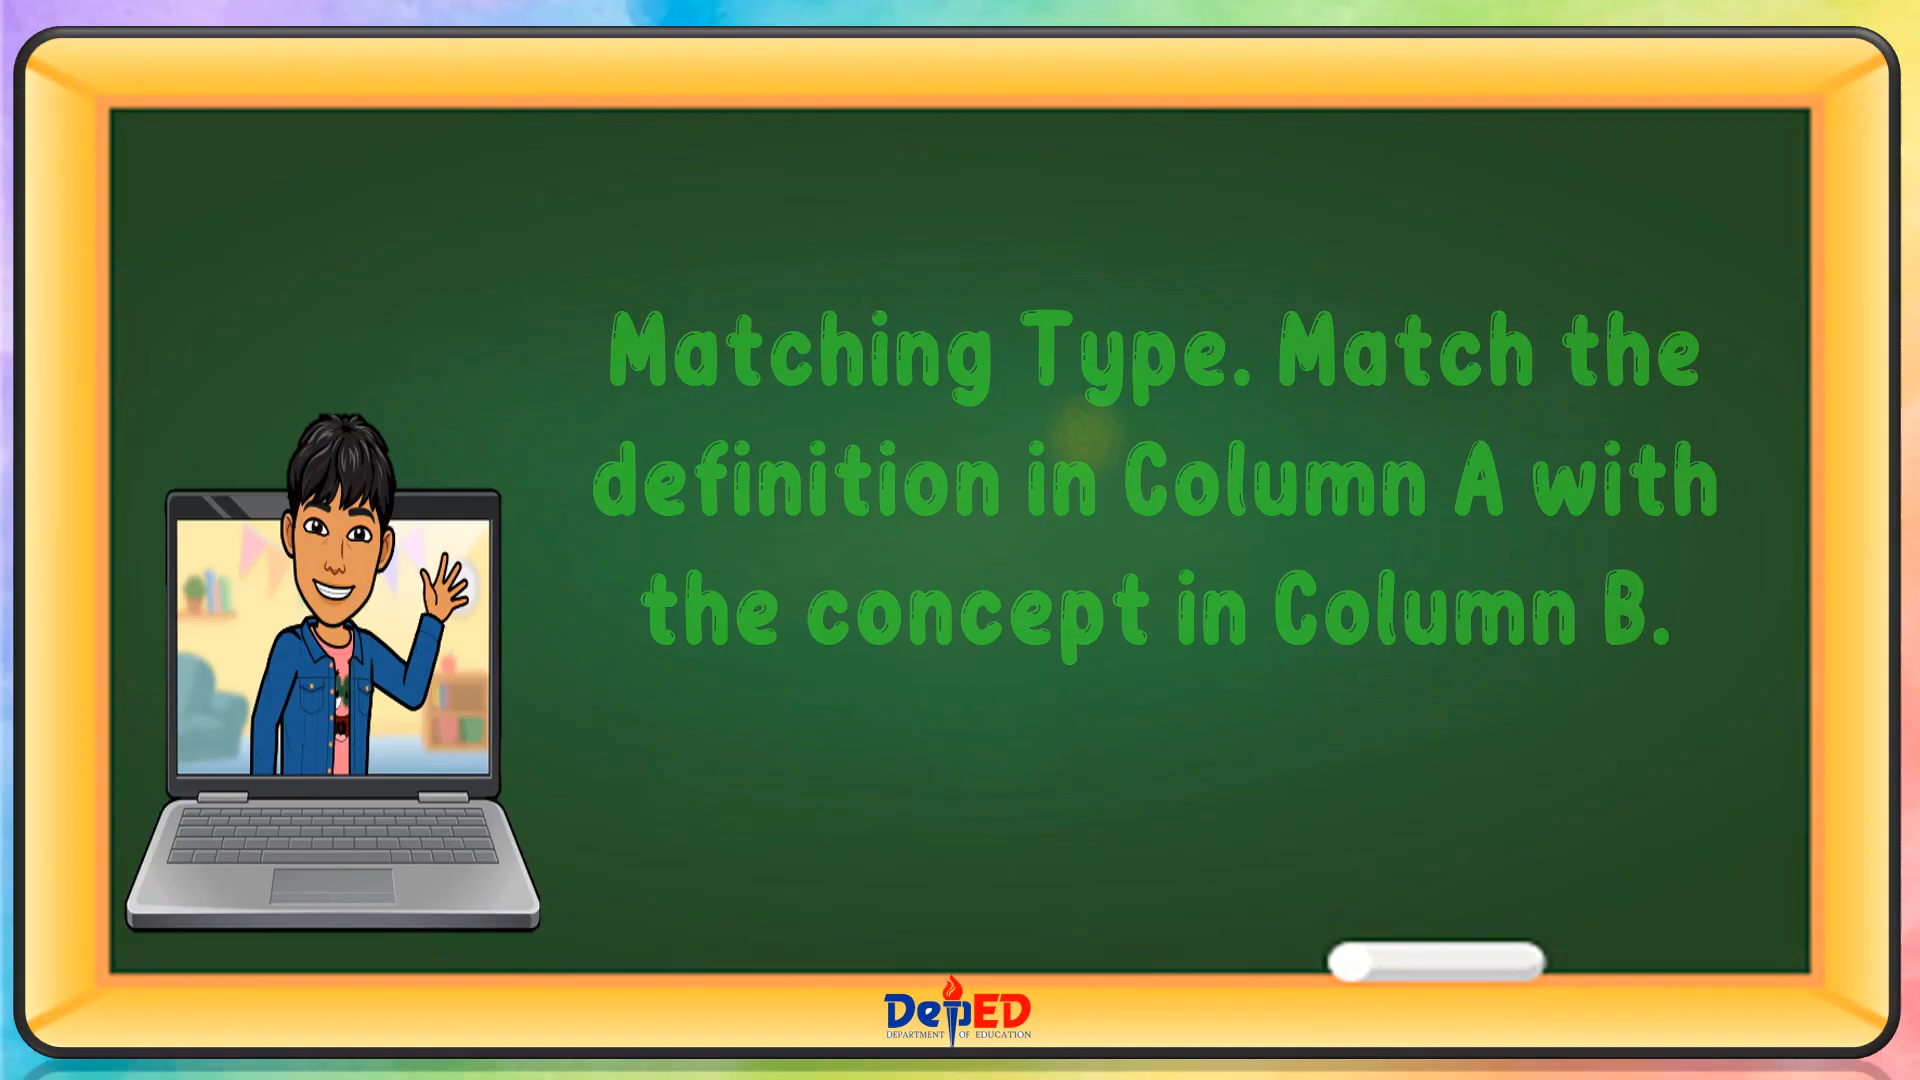 Matching Type. Match the
definition in Column A with
the concept in Column B.
DepED
DEPARTMENT OF EDUCATION